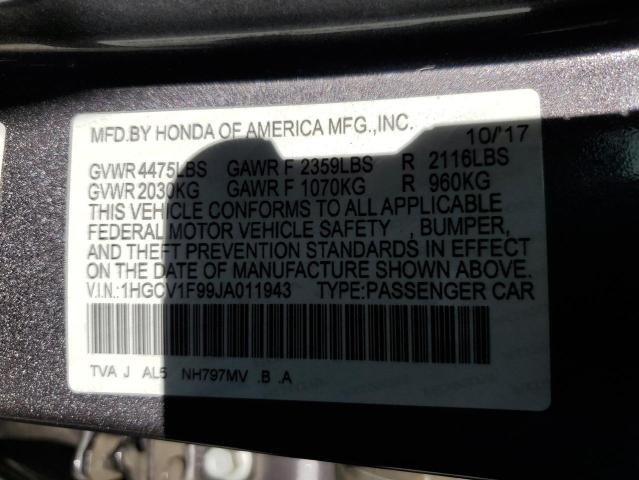 MFD.BY HONDA OF AMERICA MFG.,INC. 10/'17
GVWR 4475LBS GAWR F 2359LBS R 2116LBS
GVWR 2030KG GAWR F 1070KG R 960KG
THIS VEHICLE CONFORMS TO ALL APPLICABLE
FEDERAL MOTOR VEHICLE SAFETY , BUMPER,
AND THEFT PREVENTION STANDARDS IN EFFECT
ON THE DATE OF MANUFACTURE SHOWN ABOVE.
V.I.N.: 1HGCV1F99JA011943 TYPE:PASSENGER CAR
TVA J AL5 NH797MV .B .A